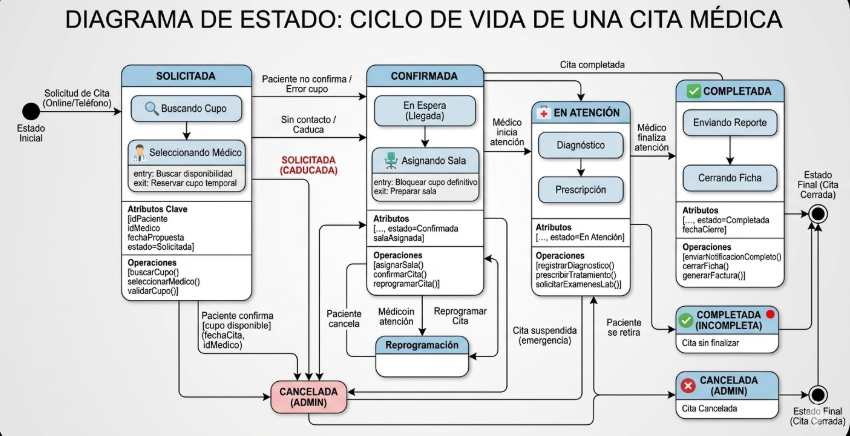 DIAGRAMA DE ESTADO: CICLO DE VIDA DE UNA CITA MÉDICA
Solicitud de Cita
(Online/Teléfono)
Estado
Inicial
SOLICITADA
Buscando Cupo
Seleccionando Médico
entry: Buscar disponibilidad
exit: Reservar cupo temporal
Atributos Clave
[idPaciente
idMedico
fechaPropuesta
estado=Solicitada]
Operaciones
[buscarCupo()
seleccionarMedico()
validarCupo()]
Paciente no confirma /
Error cupo
Sin contacto /
Caduca
SOLICITADA
(CADUCADA)
Paciente confirma
[cupo disponible]
(fechaCita,
idMedico)
CONFIRMADA
En Espera
(Llegada)
Asignando Sala
entry: Bloquear cupo definitivo
exit: Preparar sala
Atributos
[..., estado=Confirmada
salaAsignada]
Operaciones
[asignarSala()
confirmarCita()
reprogramarCita()]
Paciente
cancela
Médicoin
atención
Reprogramar
Cita
Reprogramación
CANCELADA
(ADMIN)
Cita completada
Médico
inicia
atención
EN ATENCIÓN
Diagnóstico
Prescripción
Atributos
[..., estado=En Atención]
Operaciones
[registrarDiagnostico()
prescribirTratamiento()
solicitarExamenesLab()]
Cita suspendida
(emergencia)
Paciente
se retira
Médico
finaliza
atención
COMPLETADA
Enviando Reporte
Cerrando Ficha
Atributos
[..., estado=Completada
fechaCierre]
Operaciones
[enviarNotificacionCompleto()
cerrarFicha()
generarFactura()]
COMPLETADA
(INCOMPLETA)
Cita sin finalizar
CANCELADA
(ADMIN)
Cita Cancelada
Estado
Final (Cita
Cerrada)
Estado Final
(Cita Cerrada)